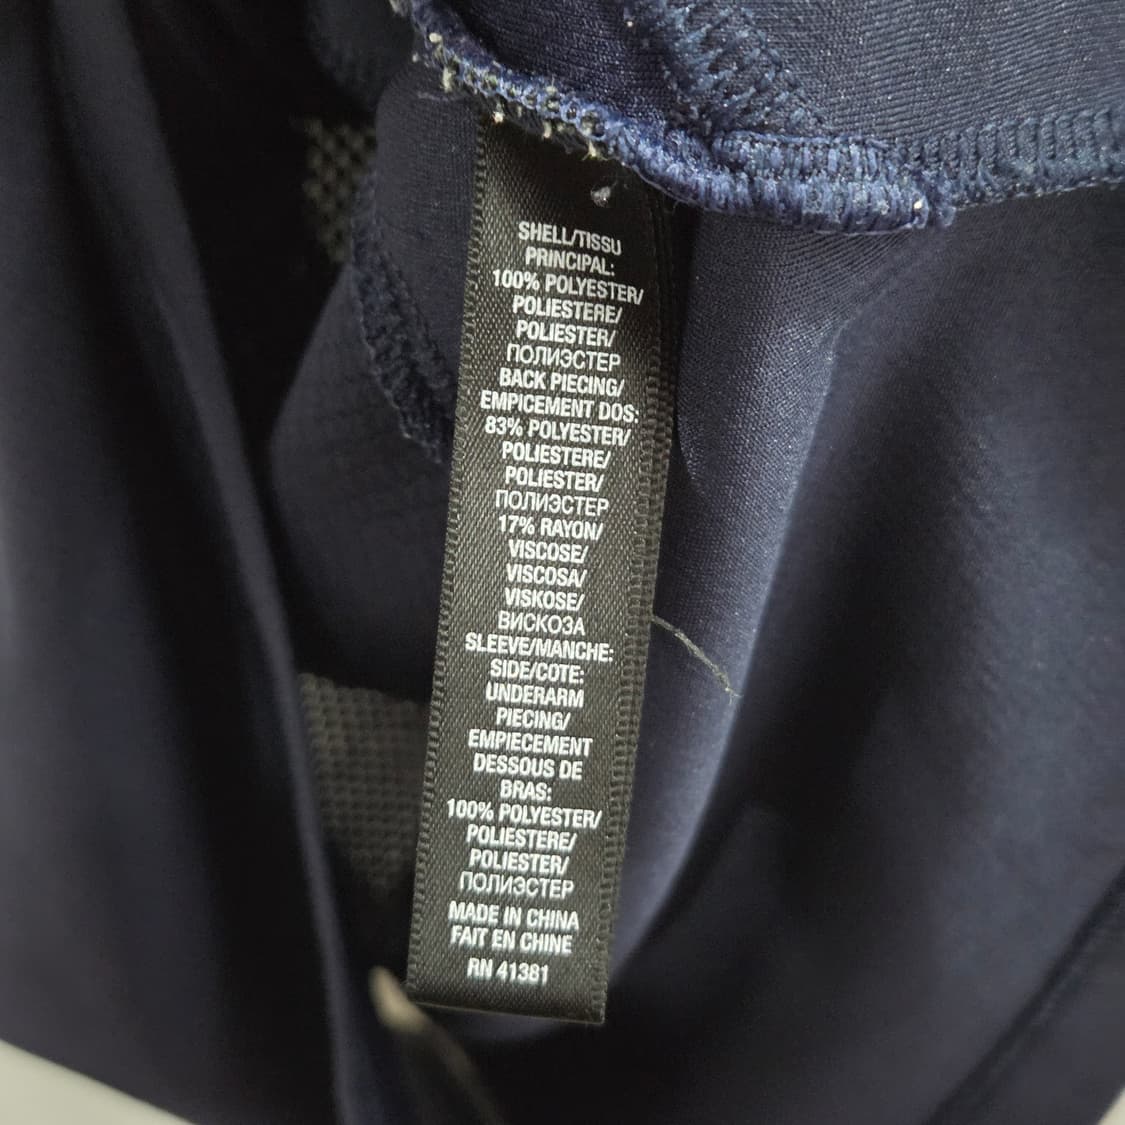 SHELL/TISSU
PRINCIPAL:
100% POLYESTER/
POLIESTERE/
POLIESTER/
ПОЛИЭСТЕР
BACK PIECING/
EMPICEMENT DOS:
83% POLYESTER/
POLIESTERE/
POLIESTER/
ПОЛИЭСТЕР
17% RAYON/
VISCOSE/
VISCOSA/
VISKOSE/
ВИСКОЗА
SLEEVE/MANCHE:
SIDE/COTE:
UNDERARM
PIECING/
EMPIECEMENT
DESSOUS DE
BRAS:
100% POLYESTER/
POLIESTERE/
POLIESTER/
ПОЛИЭСТЕР
MADE IN CHINA
FAIT EN CHINE
RN 41381